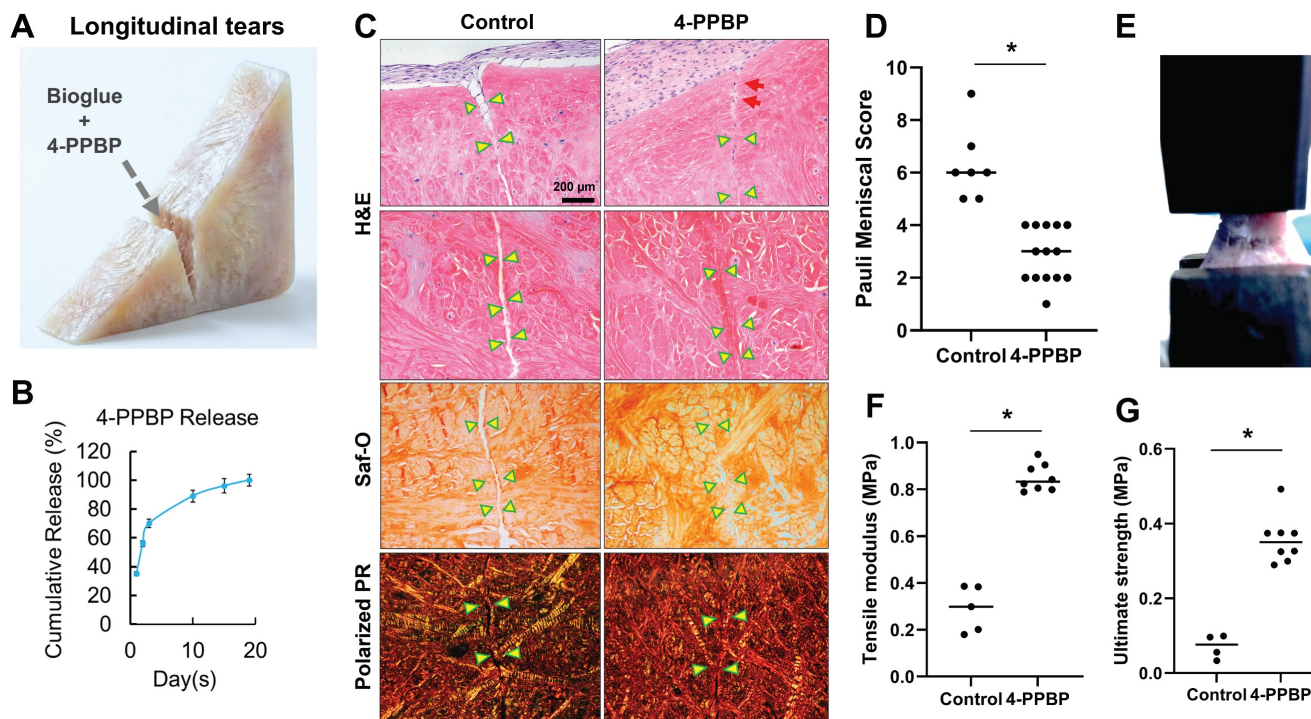 A
Longitudinal tears
Bioglue
+
4-PPBP
B
4-PPBP Release
Cumulative Release (%)
120
100
80
60
40
20
0
0 10 20
Day(s)
C
Control 4-PPBP
H&E
200 μm
Saf-O
Polarized PR
D
*
Pauli Meniscal Score
10
8
6
4
2
0
Control 4-PPBP
E
F
*
Tensile modulus (MPa)
1.0
0.8
0.6
0.4
0.2
0.0
Control 4-PPBP
G
*
Ultimate strength (MPa)
0.6
0.4
0.2
0.0
Control 4-PPBP